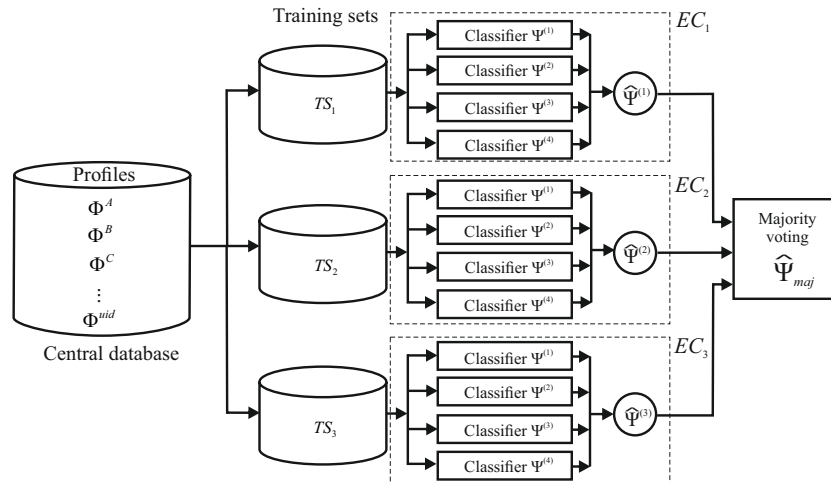 Training sets
EC₁
TS₁
Classifier Ψ⁽¹⁾
Classifier Ψ⁽²⁾
Classifier Ψ⁽³⁾
Classifier Ψ⁽⁴⁾
Ψ̂⁽¹⁾
Profiles
Φᴬ
Φᴮ
Φ^C
⋮
Φ^uid
Central database
EC₂
TS₂
Classifier Ψ⁽¹⁾
Classifier Ψ⁽²⁾
Classifier Ψ⁽³⁾
Classifier Ψ⁽⁴⁾
Ψ̂⁽²⁾
Majority
voting
Ψ̂_maj
EC₃
TS₃
Classifier Ψ⁽¹⁾
Classifier Ψ⁽²⁾
Classifier Ψ⁽³⁾
Classifier Ψ⁽⁴⁾
Ψ̂⁽³⁾